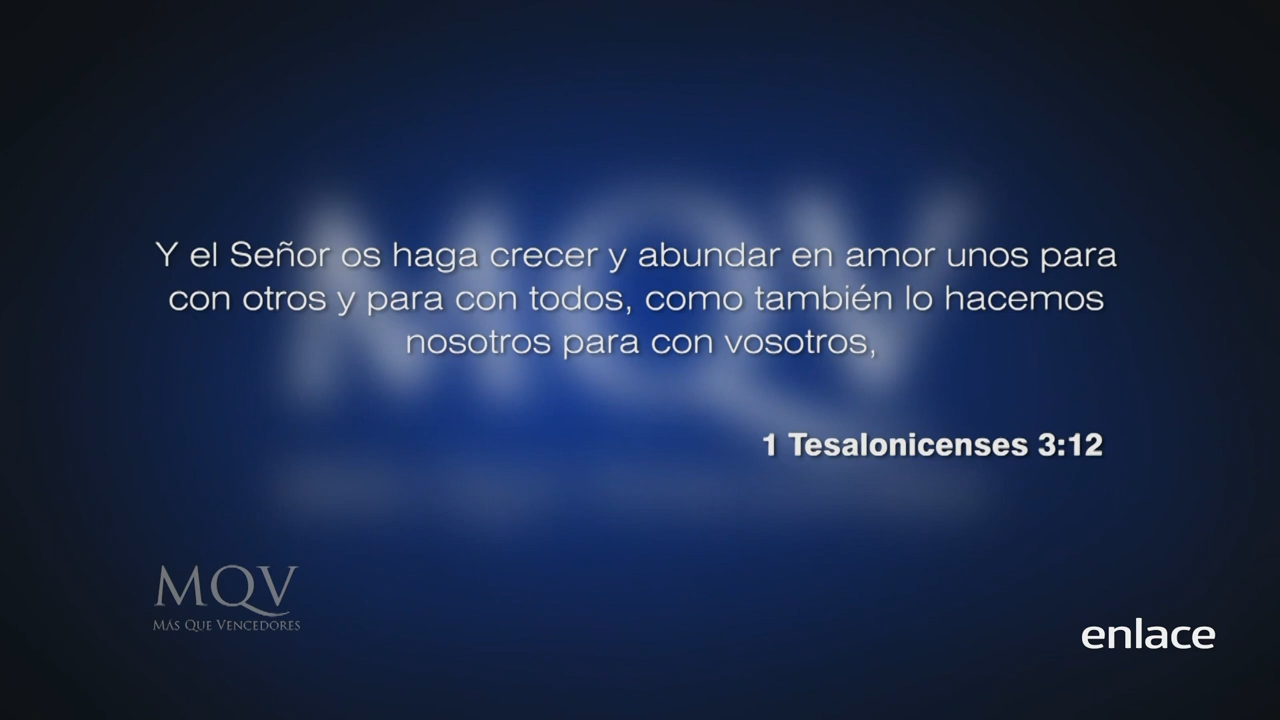 Y el Señor os haga crecer y abundar en amor unos para
con otros y para con todos, como también lo hacemos
nosotros para con vosotros,
1 Tesalonicenses 3:12
MQV
MÁS QUE VENCEDORES
enlace